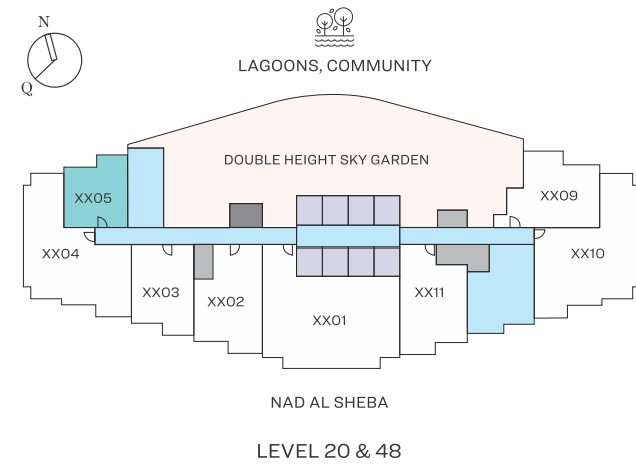 N
Q
LAGOONS, COMMUNITY
DOUBLE HEIGHT SKY GARDEN
XX05
XX09
XX04
XX10
XX03
XX02
XX11
XX01
NAD AL SHEBA
LEVEL 20 & 48